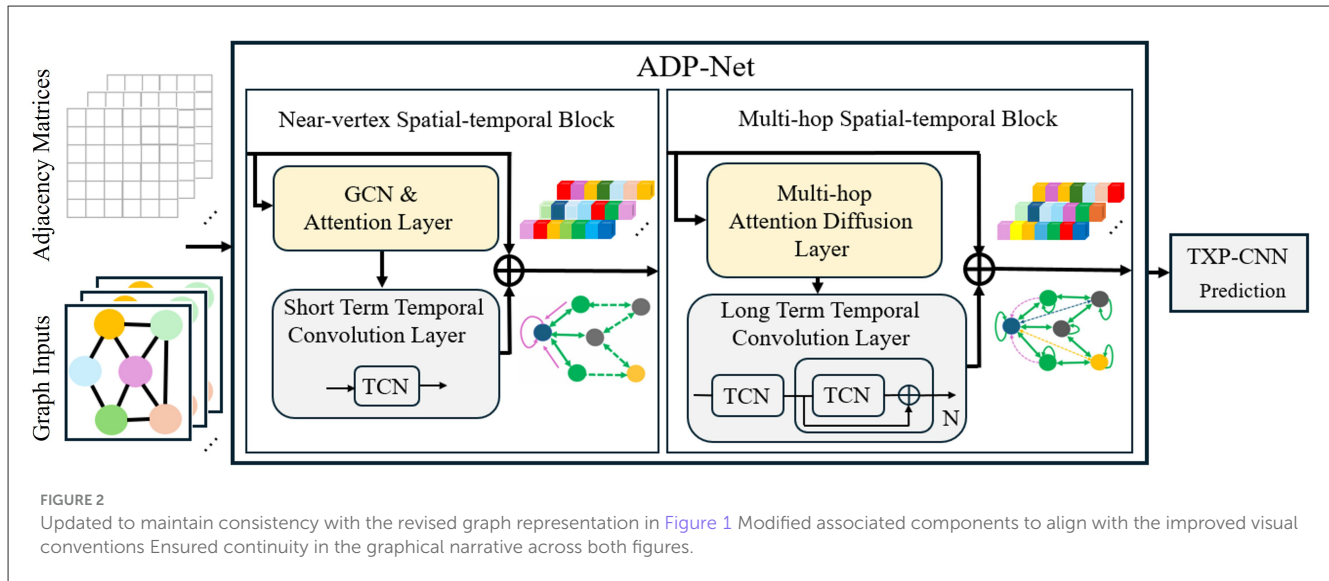 ADP-Net
Adjacency Matrices
Graph Inputs
...
...
Near-vertex Spatial-temporal Block
GCN &
Attention Layer
Short Term Temporal
Convolution Layer
TCN
...
Multi-hop Spatial-temporal Block
Multi-hop
Attention Diffusion
Layer
Long Term Temporal
Convolution Layer
TCN
TCN
N
...
TXP-CNN
Prediction
FIGURE 2
Updated to maintain consistency with the revised graph representation in Figure 1 Modified associated components to align with the improved visual
conventions Ensured continuity in the graphical narrative across both figures.